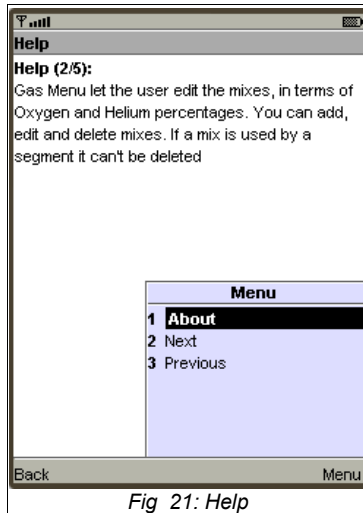 Help
Help (2/5):
Gas Menu let the user edit the mixes, in terms of
Oxygen and Helium percentages. You can add,
edit and delete mixes. If a mix is used by a
segment it can't be deleted
Menu
1 About
2 Next
3 Previous
Back Menu
Fig 21: Help